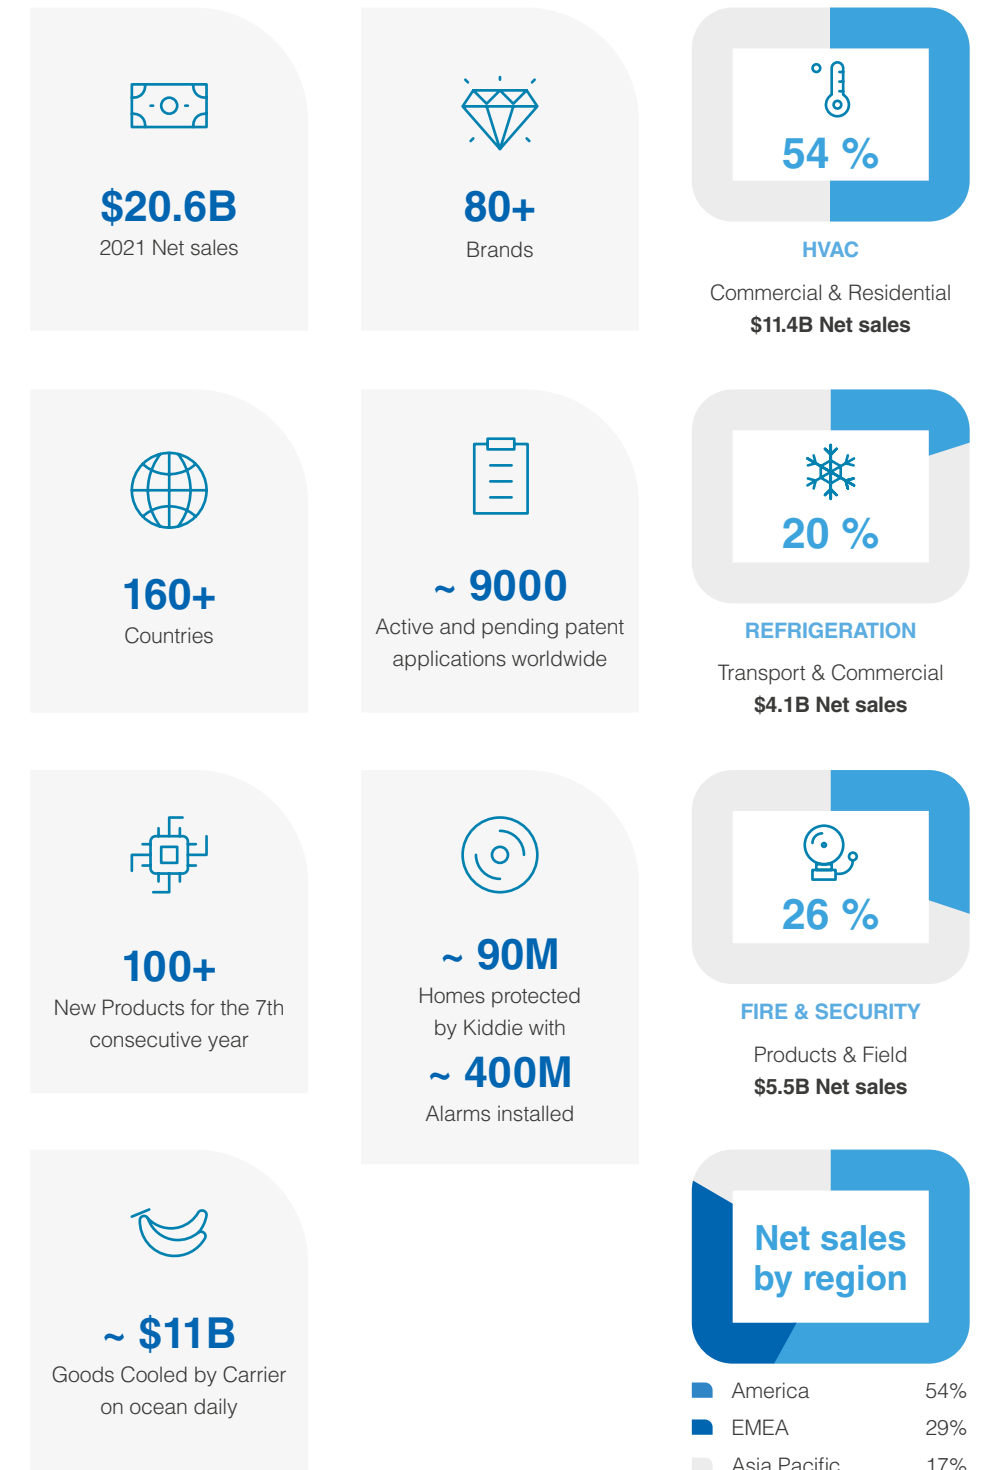 $20.6B
2021 Net sales
80+
Brands
54 %
HVAC
Commercial & Residential
$11.4B Net sales
160+
Countries
~ 9000
Active and pending patent
applications worldwide
20 %
REFRIGERATION
Transport & Commercial
$4.1B Net sales
100+
New Products for the 7th
consecutive year
~ 90M
Homes protected
by Kiddie with
~ 400M
Alarms installed
26 %
FIRE & SECURITY
Products & Field
$5.5B Net sales
~ $11B
Goods Cooled by Carrier
on ocean daily
Net sales
by region
America 54%
EMEA 29%
Asia Pacific 17%